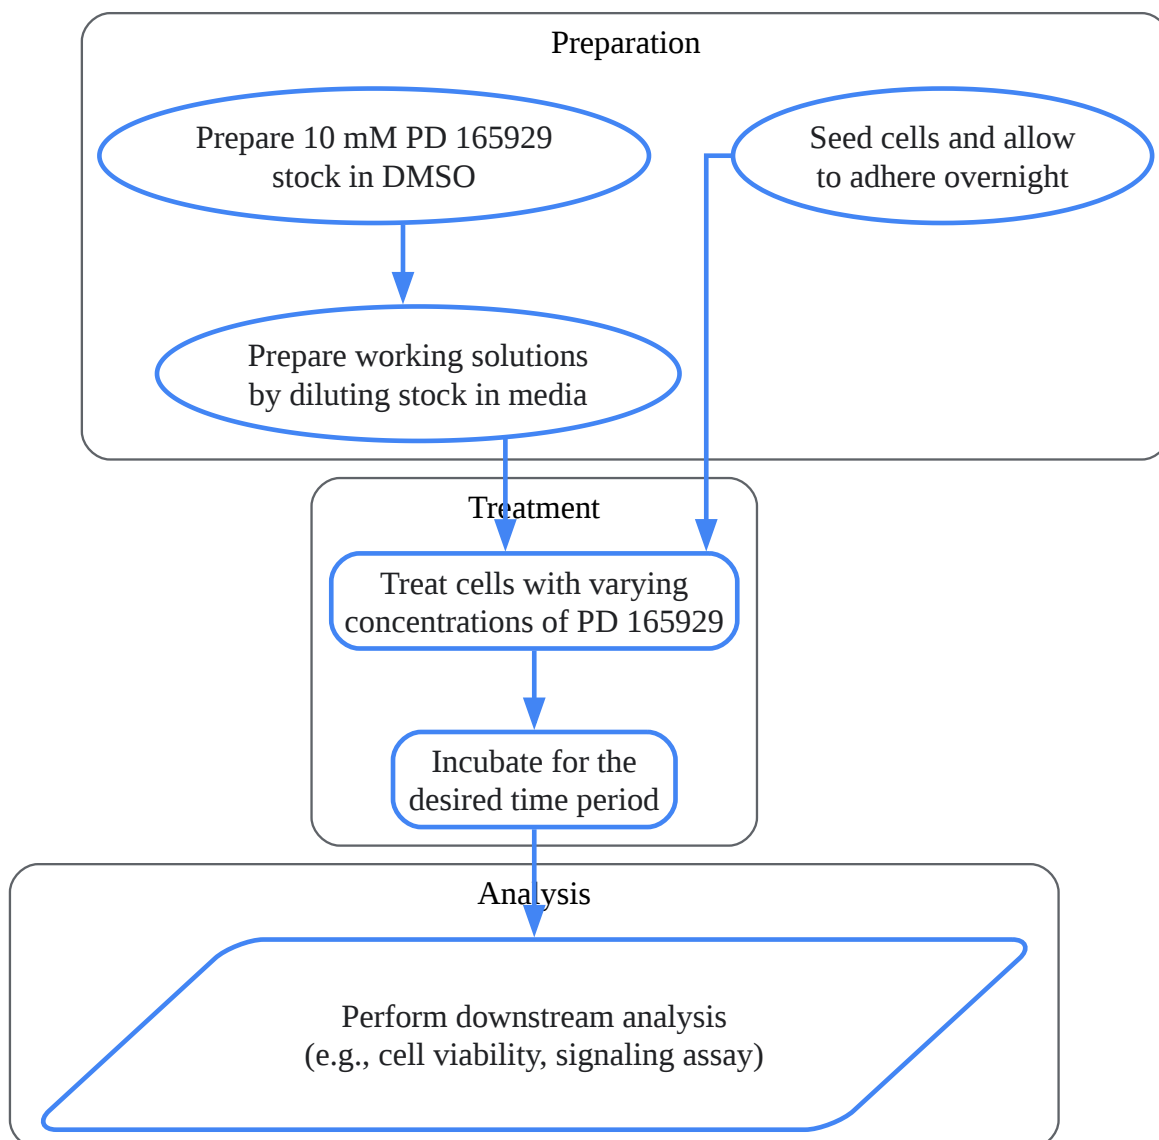 Preparation
Prepare 10 mM PD 165929
stock in DMSO
Seed cells and allow
to adhere overnight
Prepare working solutions
by diluting stock in media
Treatment
Treat cells with varying
concentrations of PD 165929
Incubate for the
desired time period
Analysis
Perform downstream analysis
(e.g., cell viability, signaling assay)